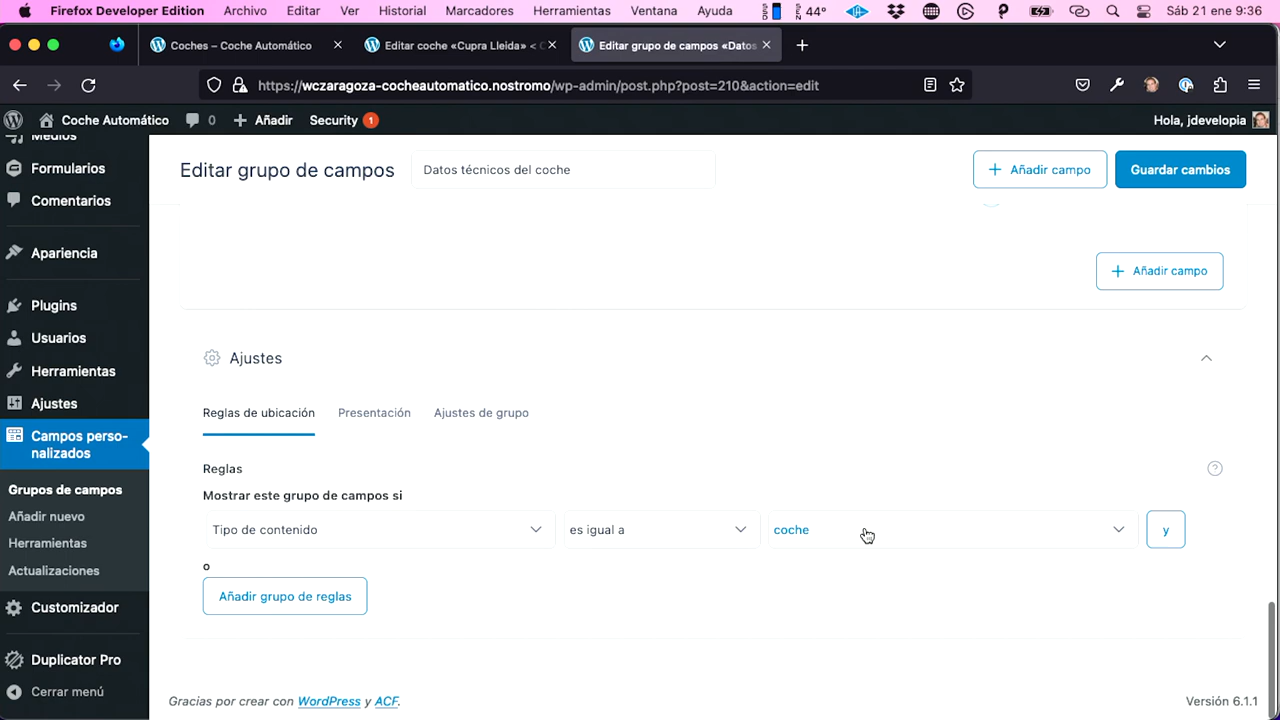 Firefox Developer Edition Archivo Editar Ver Historial Marcadores Herramientas Ventana Ayuda 44° Sáb 21 ene 9:36
Coches – Coche Automático
Editar coche «Cupra Lleida» < C
Editar grupo de campos «Datos
https://wczaragoza-cocheautomatico.nostromo/wp-admin/post.php?post=210&action=edit
Coche Automático 0 Añadir Security 1 Hola, jdevelopia
Medios
Formularios
Comentarios
Apariencia
Plugins
Usuarios
Herramientas
Ajustes
Campos perso-
nalizados
Grupos de campos
Añadir nuevo
Herramientas
Actualizaciones
Customizador
Duplicator Pro
Cerrar menú
Editar grupo de campos Datos técnicos del coche Añadir campo Guardar cambios
Añadir campo
Ajustes
Reglas de ubicación Presentación Ajustes de grupo
Reglas
Mostrar este grupo de campos si
Tipo de contenido es igual a coche y
o
Añadir grupo de reglas
Gracias por crear con WordPress y ACF. Versión 6.1.1